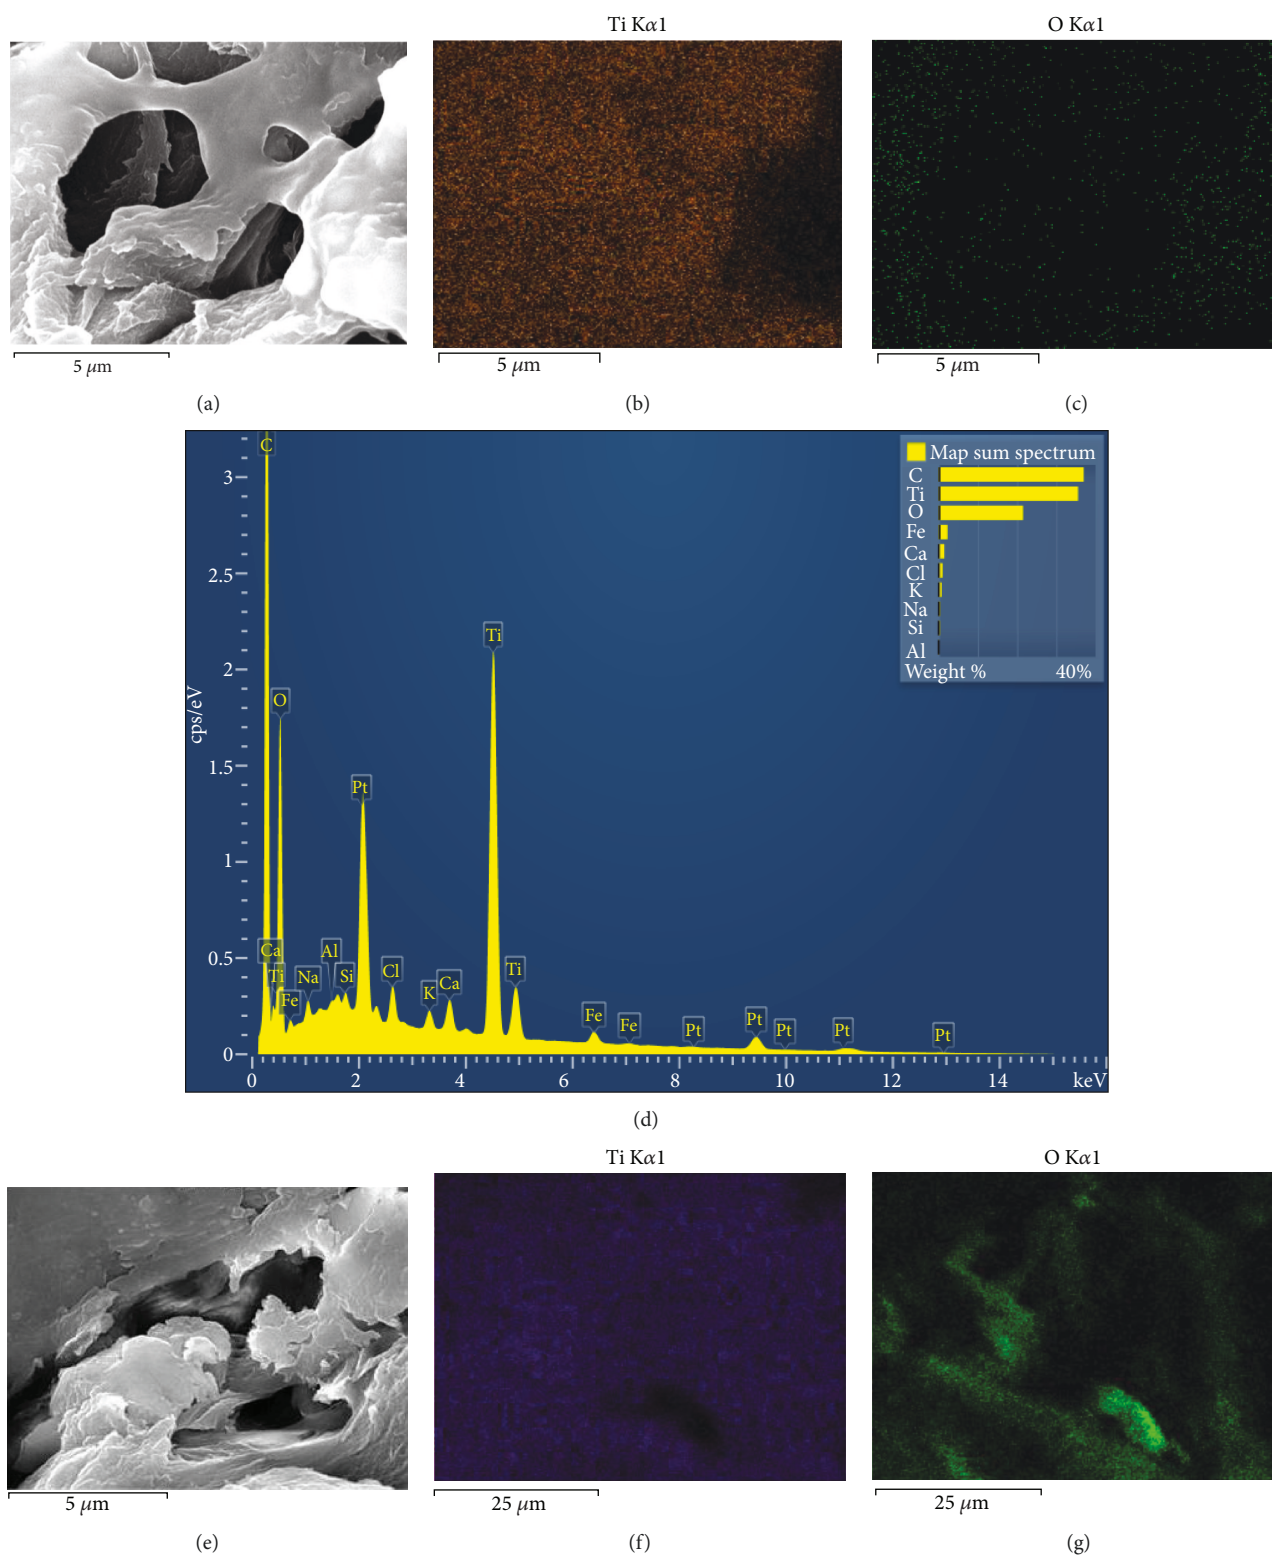 Ti Kα1
O Kα1
5 μm
5 μm
5 μm
(a)
(b)
(c)
C
Map sum spectrum
C
Ti
O
Fe
Ca
Cl
K
Na
Si
Al
Weight % 40%
3
2.5
2
1.5
1
0.5
0
cps/eV
Ti
O
Pt
Ca
Ti
Fe
Na
Al
Si
Cl
K
Ca
Ti
Fe
Fe
Pt
Pt
Pt
Pt
Pt
0 2 4 6 8 10 12 14 keV
(d)
Ti Kα1
O Kα1
5 μm
25 μm
25 μm
(e)
(f)
(g)